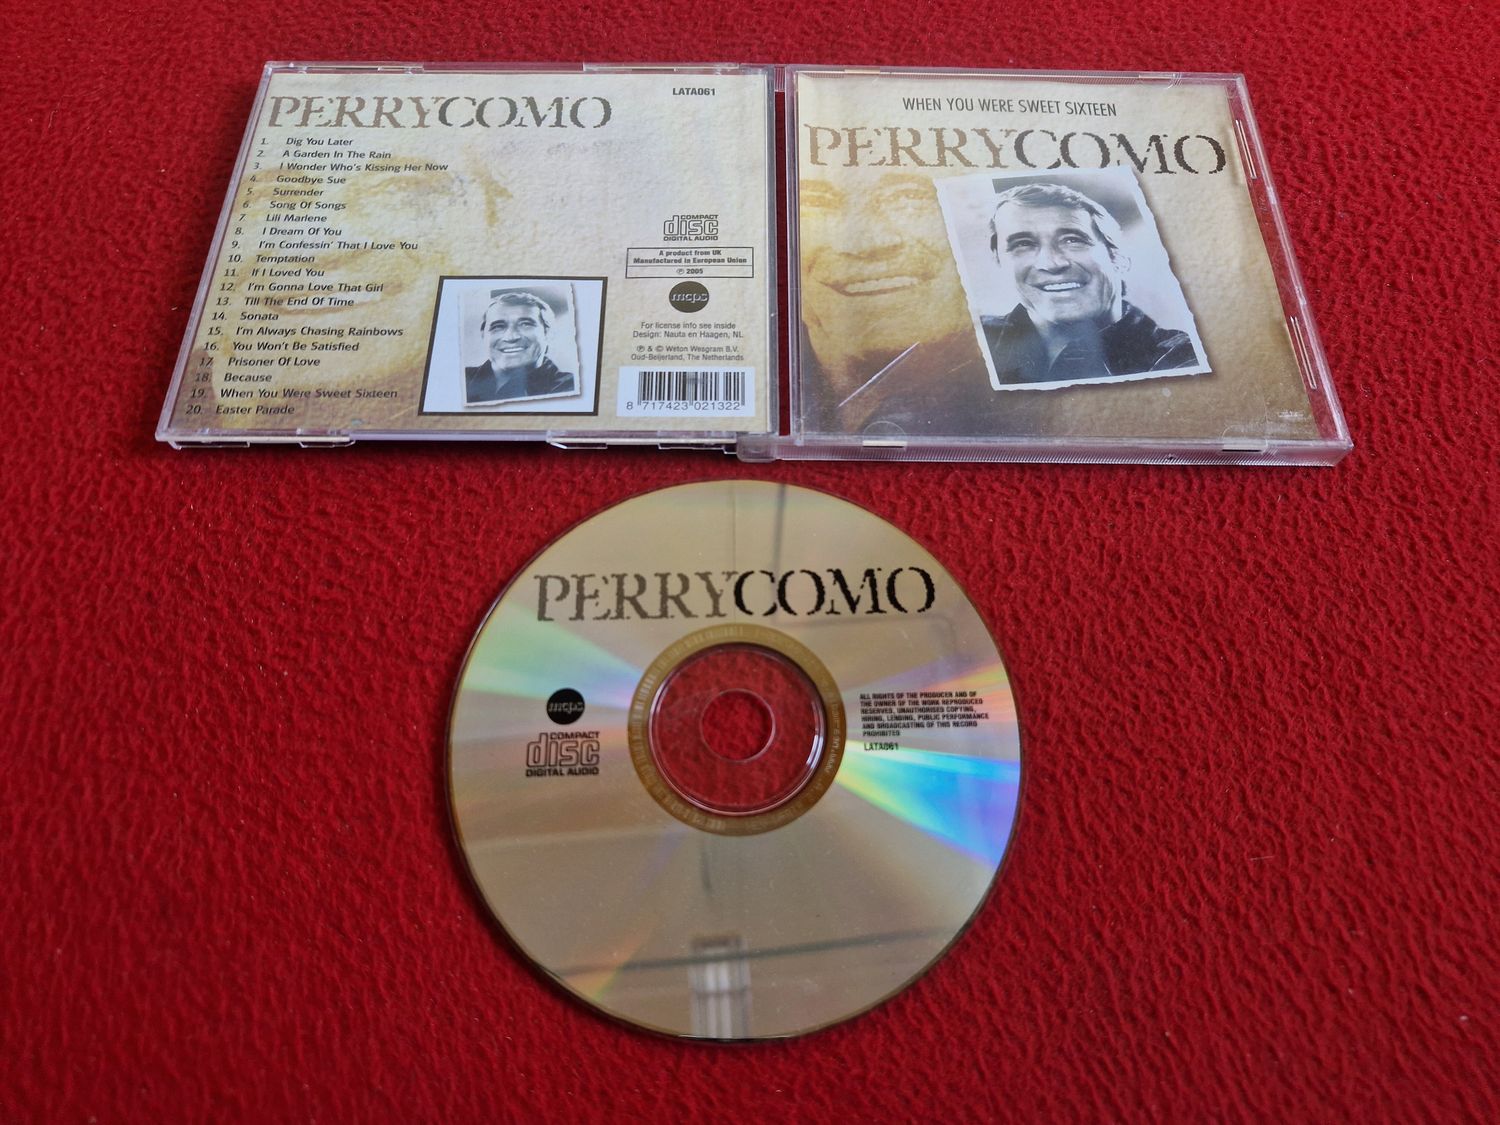 PERRYCOMO
LATA061
1. Dig You Later
2. A Garden In The Rain
3. I Wonder Who's Kissing Her Now
4. Goodbye Sue
5. Surrender
6. Song Of Songs
7. Lili Marlene
8. I Dream Of You
9. I'm Confessin' That I Love You
10. Temptation
11. If I Loved You
12. I'm Gonna Love That Girl
13. Till The End Of Time
14. Sonata
15. I'm Always Chasing Rainbows
16. You Won't Be Satisfied
17. Prisoner Of Love
18. Because
19. When You Were Sweet Sixteen
20. Easter Parade
COMPACT
disc
DIGITAL AUDIO
A product from UK
Manufactured in European Union
℗ 2005
mcps
For license info see inside
Design: Nauta en Haagen, NL
℗ & © Weton Wesgram B.V.
Oud-Beijerland, The Netherlands
8 717423 021322
WHEN YOU WERE SWEET SIXTEEN
PERRYCOMO
PERRYCOMO
mcps
COMPACT
disc
DIGITAL AUDIO
ALL RIGHTS OF THE PRODUCER AND OF
THE OWNER OF THE WORK REPRODUCED
RESERVED. UNAUTHORISED COPYING,
HIRING, LENDING, PUBLIC PERFORMANCE
AND BROADCASTING OF THIS RECORD
PROHIBITED
LATA061